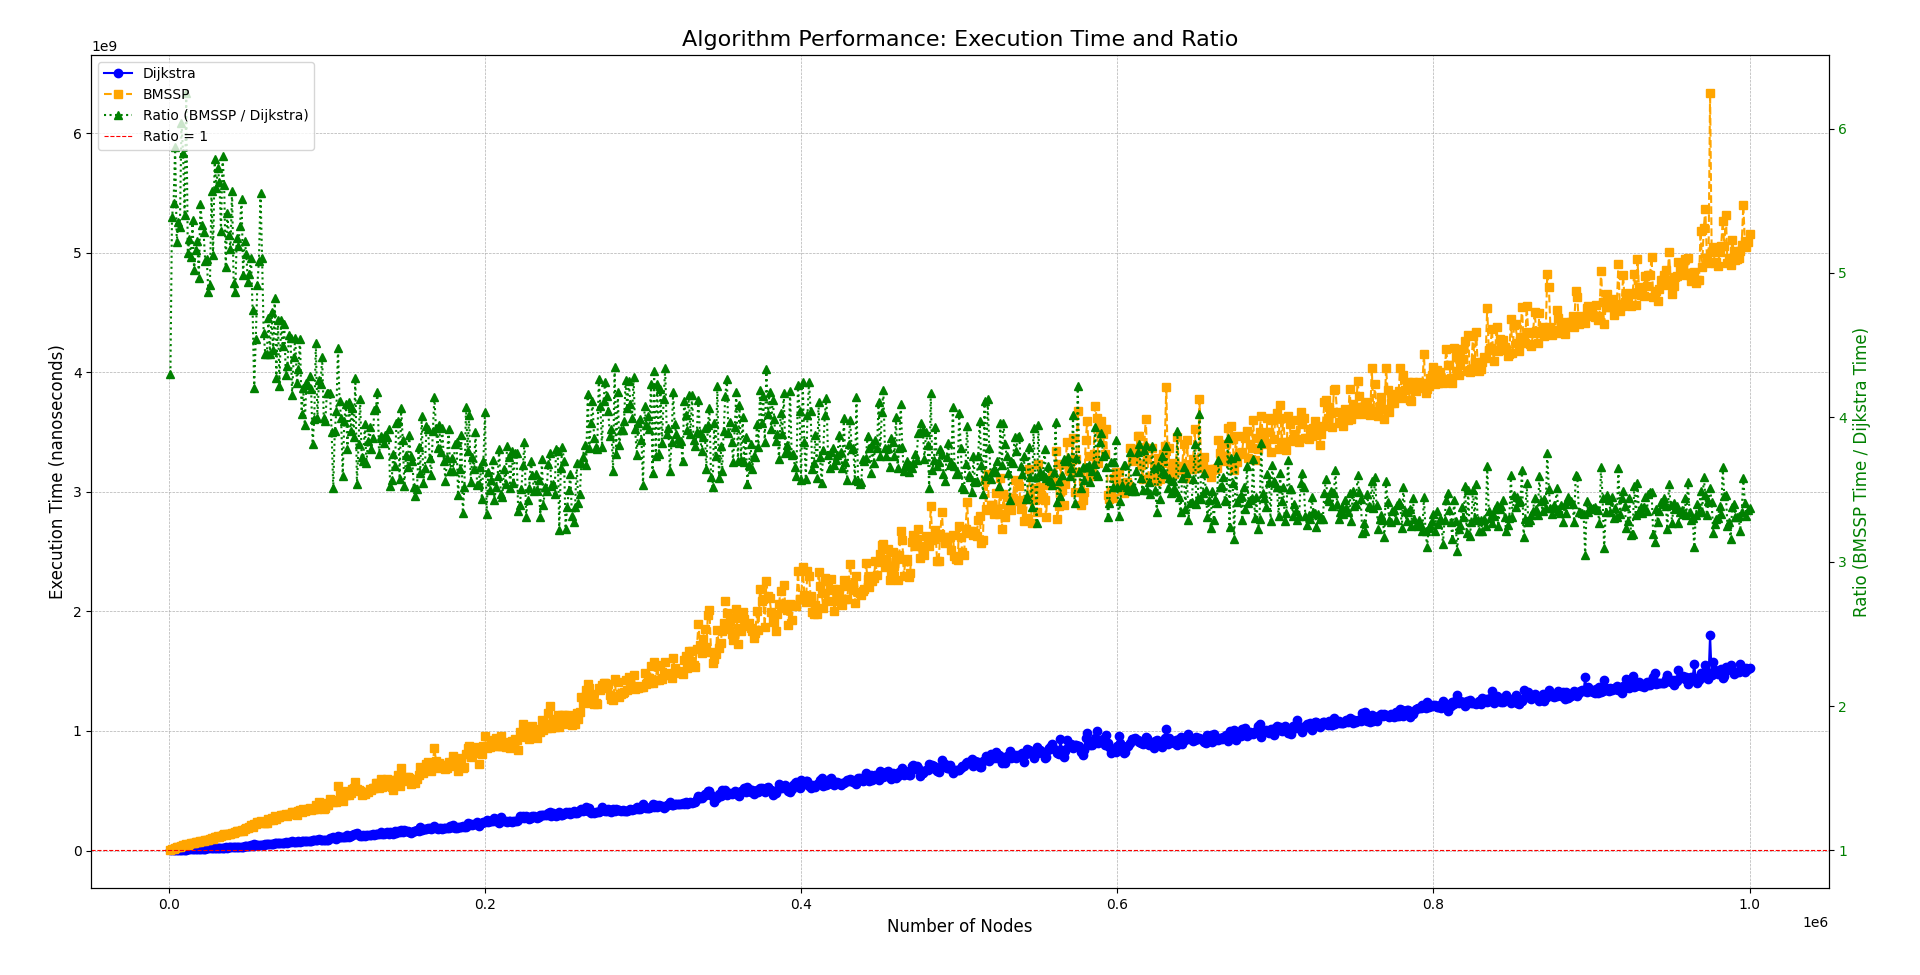 Algorithm Performance: Execution Time and Ratio
1e9
Dijkstra
BMSSP
Ratio (BMSSP / Dijkstra)
Ratio = 1
6
5
4
3
2
1
0
Execution Time (nanoseconds)
6
5
4
3
2
1
Ratio (BMSSP Time / Dijkstra Time)
0.0 0.2 0.4 0.6 0.8 1.0
1e6
Number of Nodes